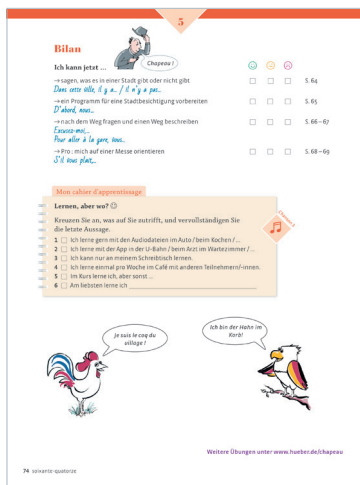 5
Bilan
Chapeau !
Ich kann jetzt ...
→ sagen, was es in einer Stadt gibt oder nicht gibt
S. 64
Dans cette ville, il y a... / il n'y a pas...
→ ein Programm für eine Stadtbesichtigung vorbereiten
S. 65
D'abord, nous...
→ nach dem Weg fragen und einen Weg beschreiben
S. 66–67
Excusez-moi,...
Pour aller à la gare, vous...
→ Pro : mich auf einer Messe orientieren
S. 68–69
S'il vous plaît,...
Mon cahier d'apprentissage
Lernen, aber wo?
Kreuzen Sie an, was auf Sie zutrifft, und vervollständigen Sie
die letzte Aussage.
1 Ich lerne gern mit den Audiodateien im Auto / beim Kochen / ...
2 Ich lerne mit der App in der U-Bahn / beim Arzt im Wartezimmer / ...
3 Ich kann nur an meinem Schreibtisch lernen.
4 Ich lerne einmal pro Woche im Café mit anderen Teilnehmern/-innen.
5 Im Kurs lerne ich, aber sonst ...
6 Am liebsten lerne ich
Je suis le coq du
village !
Ich bin der Hahn im
Korb!
Weitere Übungen unter www.hueber.de/chapeau
74 soixante-quatorze